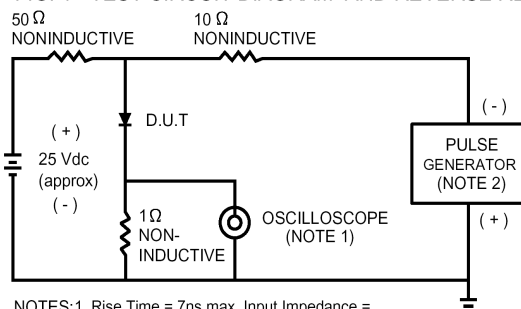 50 Ω
NONINDUCTIVE
10 Ω
NONINDUCTIVE
(+)
25 Vdc
(approx)
(-)
D.U.T
1Ω
NON-
INDUCTIVE
OSCILLOSCOPE
(NOTE 1)
(-)
PULSE
GENERATOR
(NOTE 2)
(+)
NOTES:1. Rise Time = 7ns max. Input Impedance =